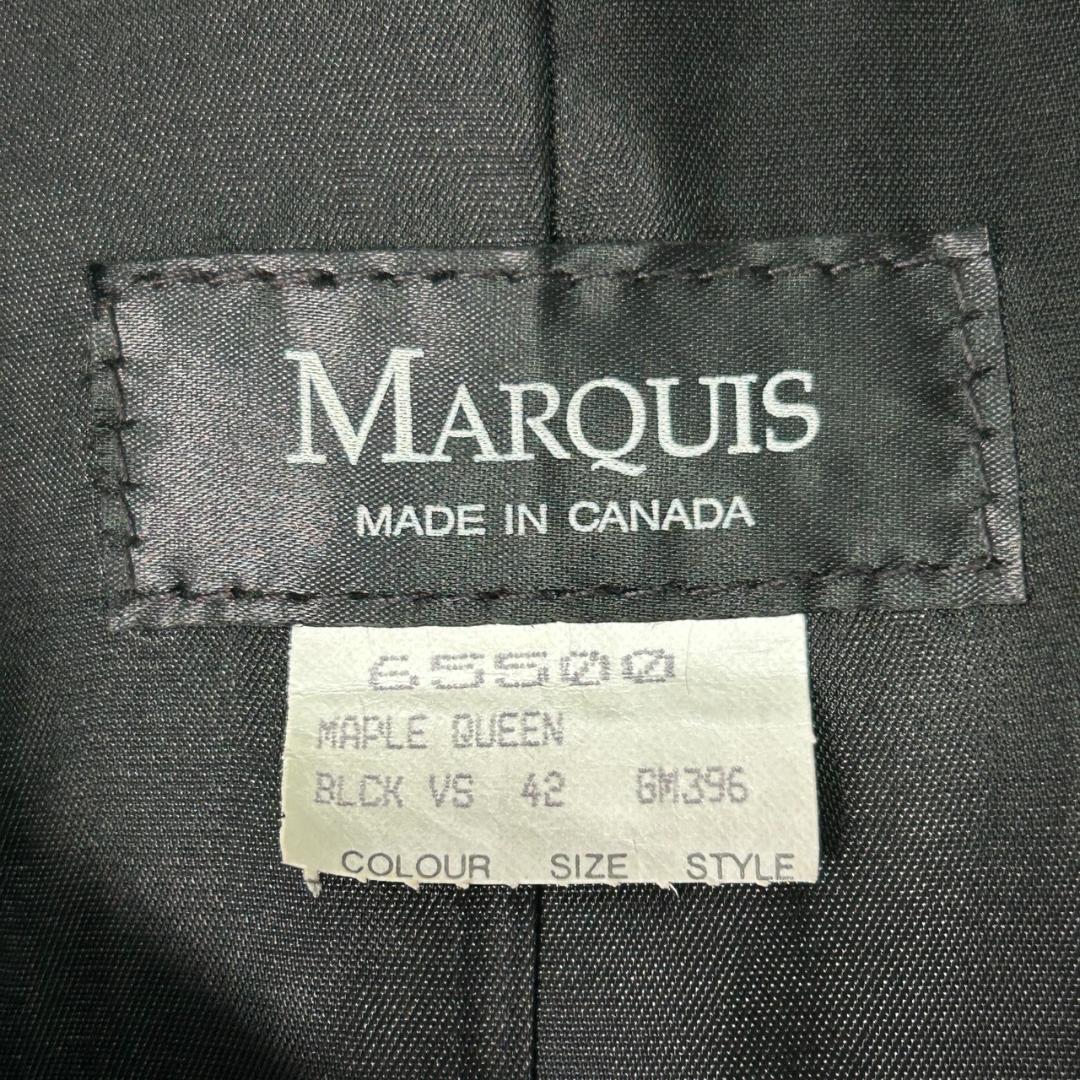 MARQUIS
MADE IN CANADA
65500
MAPLE QUEEN
BLCK VS 42 GM396
COLOUR SIZE STYLE